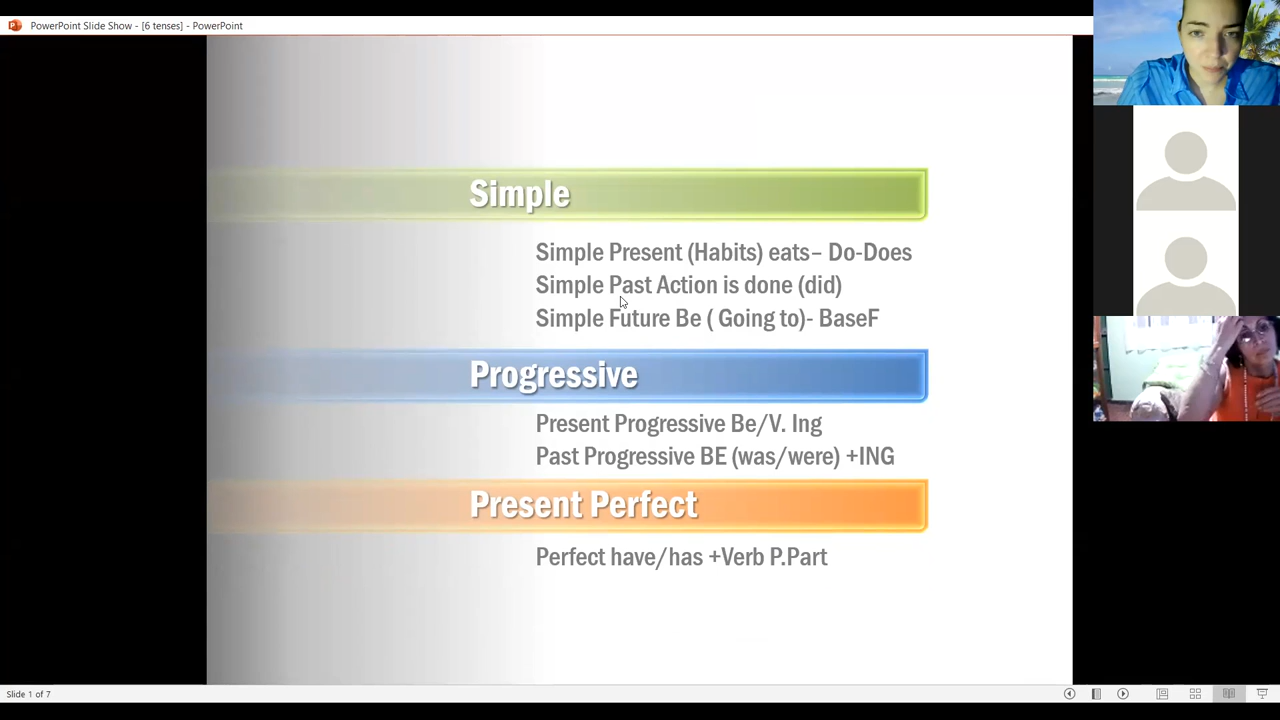 PowerPoint Slide Show - [6 tenses] - PowerPoint
Simple
Simple Present (Habits) eats– Do-Does
Simple Past Action is done (did)
Simple Future Be ( Going to)- BaseF
Progressive
Present Progressive Be/V. Ing
Past Progressive BE (was/were) +ING
Present Perfect
Perfect have/has +Verb P.Part
Slide 1 of 7